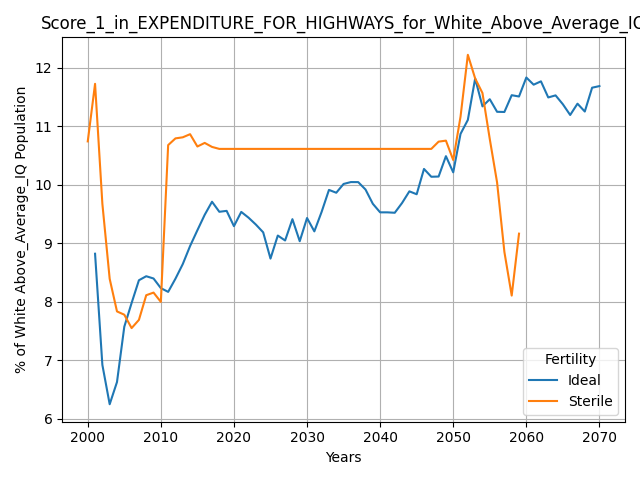 Score_1_in_EXPENDITURE_FOR_HIGHWAYS_for_White_Above_Average_IQ
% of White Above_Average_IQ Population
12
11
10
9
8
7
6
2000 2010 2020 2030 2040 2050 2060 2070
Years
Fertility
Ideal
Sterile